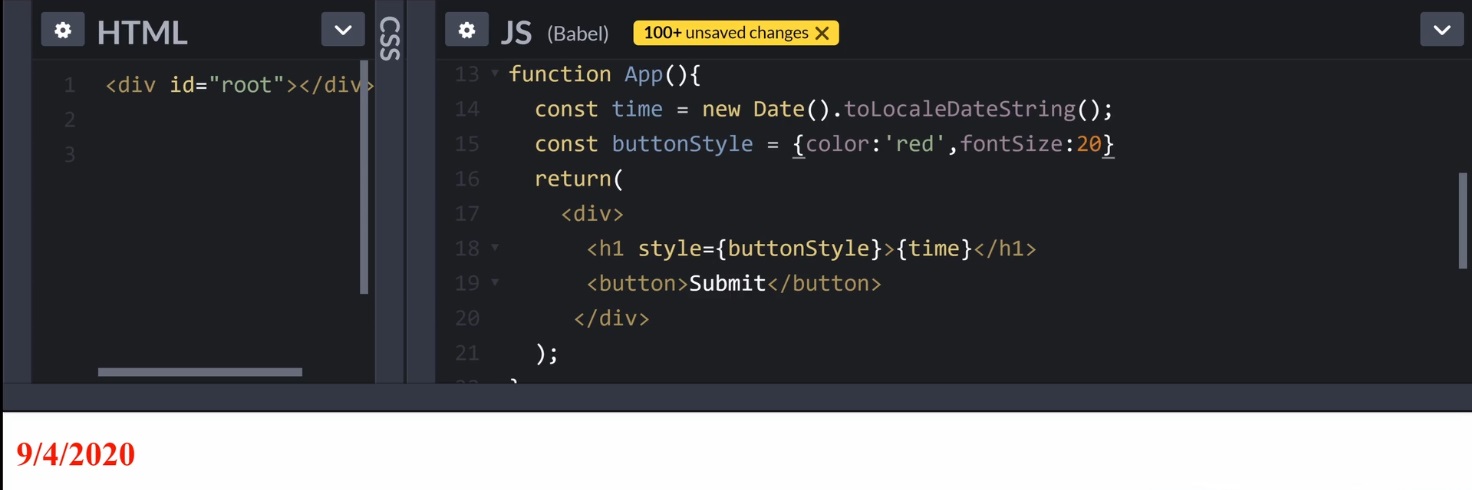 HTML
CSS
JS (Babel) 100+ unsaved changes X
1 <div id="root"></div>
2
3
13 function App(){
14 const time = new Date().toLocaleDateString();
15 const buttonStyle = {color:'red',fontSize:20}
16 return(
17 <div>
18 <h1 style={buttonStyle}>{time}</h1>
19 <button>Submit</button>
20 </div>
21 );
9/4/2020